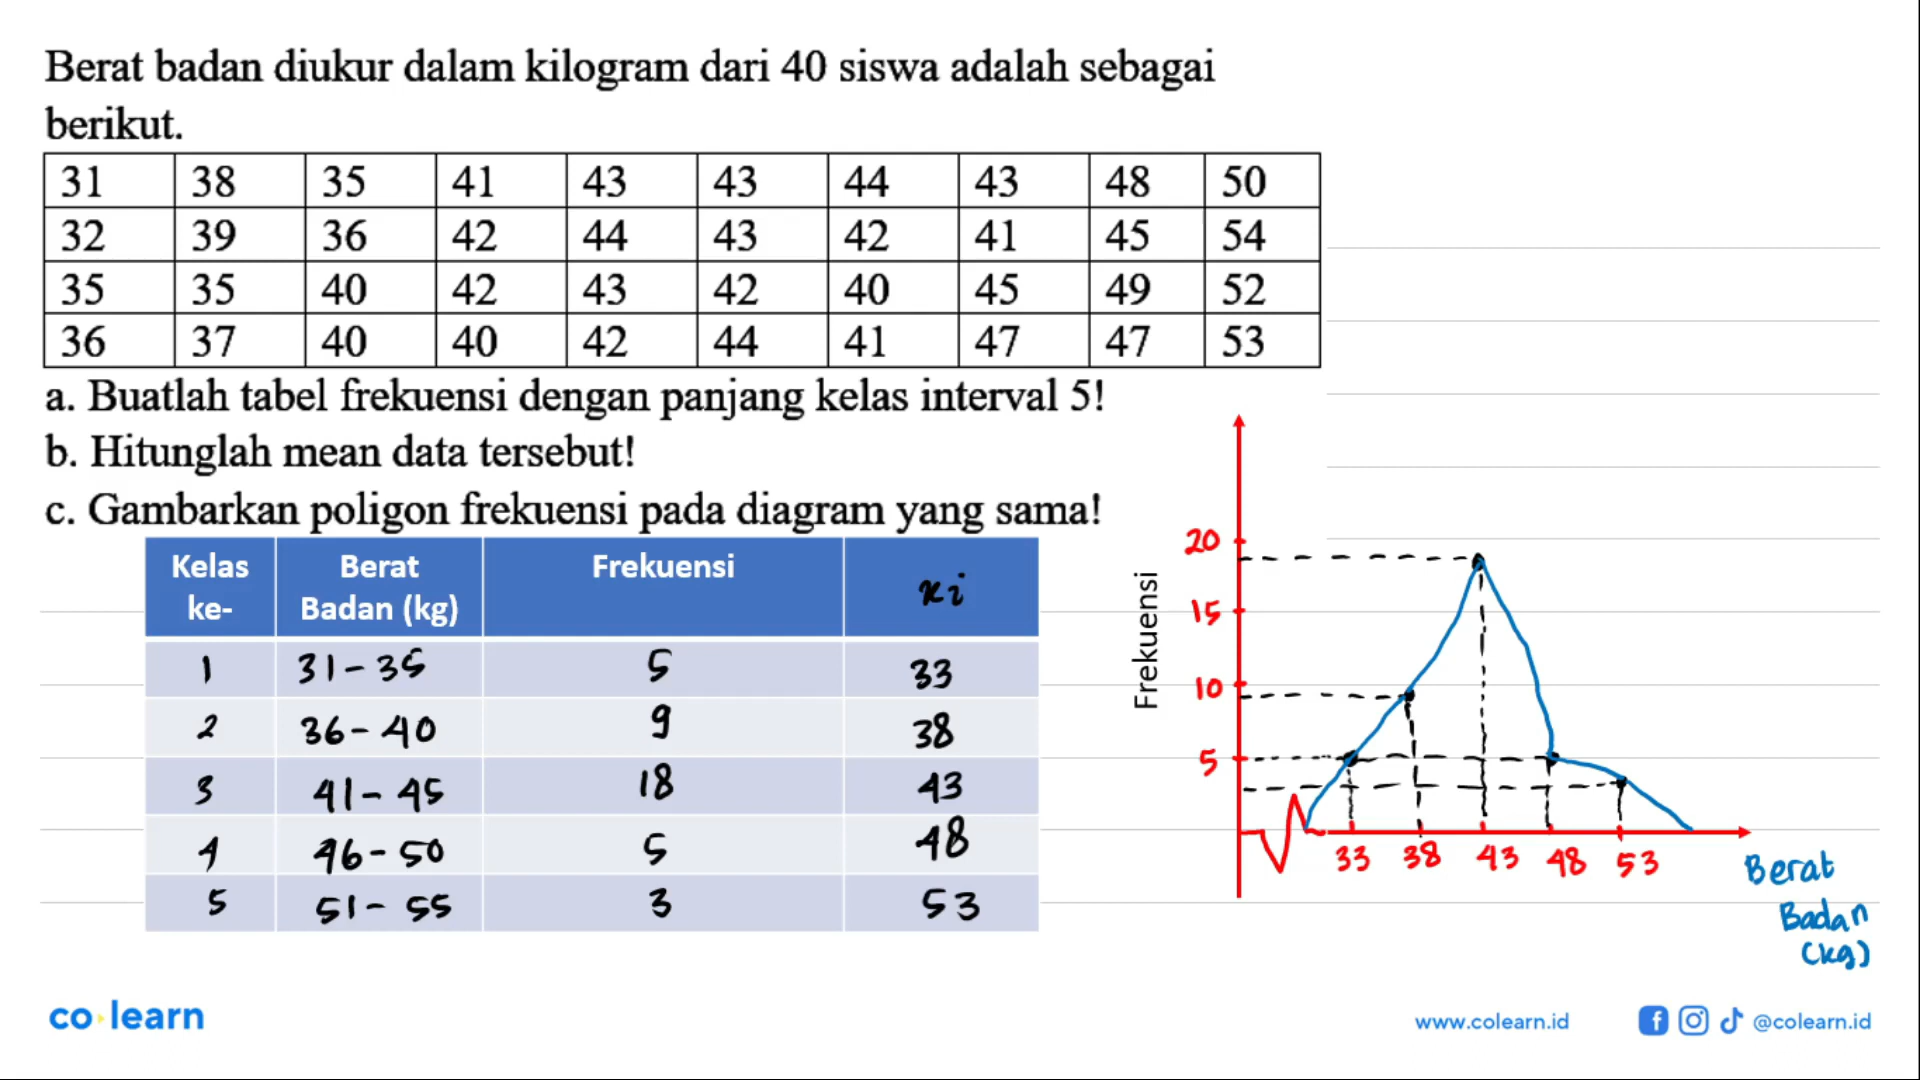 Berat badan diukur dalam kilogram dari 40 siswa adalah sebagai
berikut.
31 38 35 41 43 43 44 43 48 50
32 39 36 42 44 43 42 41 45 54
35 35 40 42 43 42 40 45 49 52
36 37 40 40 42 44 41 47 47 53
a. Buatlah tabel frekuensi dengan panjang kelas interval 5!
b. Hitunglah mean data tersebut!
c. Gambarkan poligon frekuensi pada diagram yang sama!
Kelas ke- Berat Badan (kg) Frekuensi xi
1 31-35 5 33
2 36-40 9 38
3 41-45 18 43
4 46-50 5 48
5 51-55 3 53
Frekuensi
20
15
10
5
33 38 43 48 53
Berat
Badan
(kg)
co learn
www.colearn.id
@colearn.id